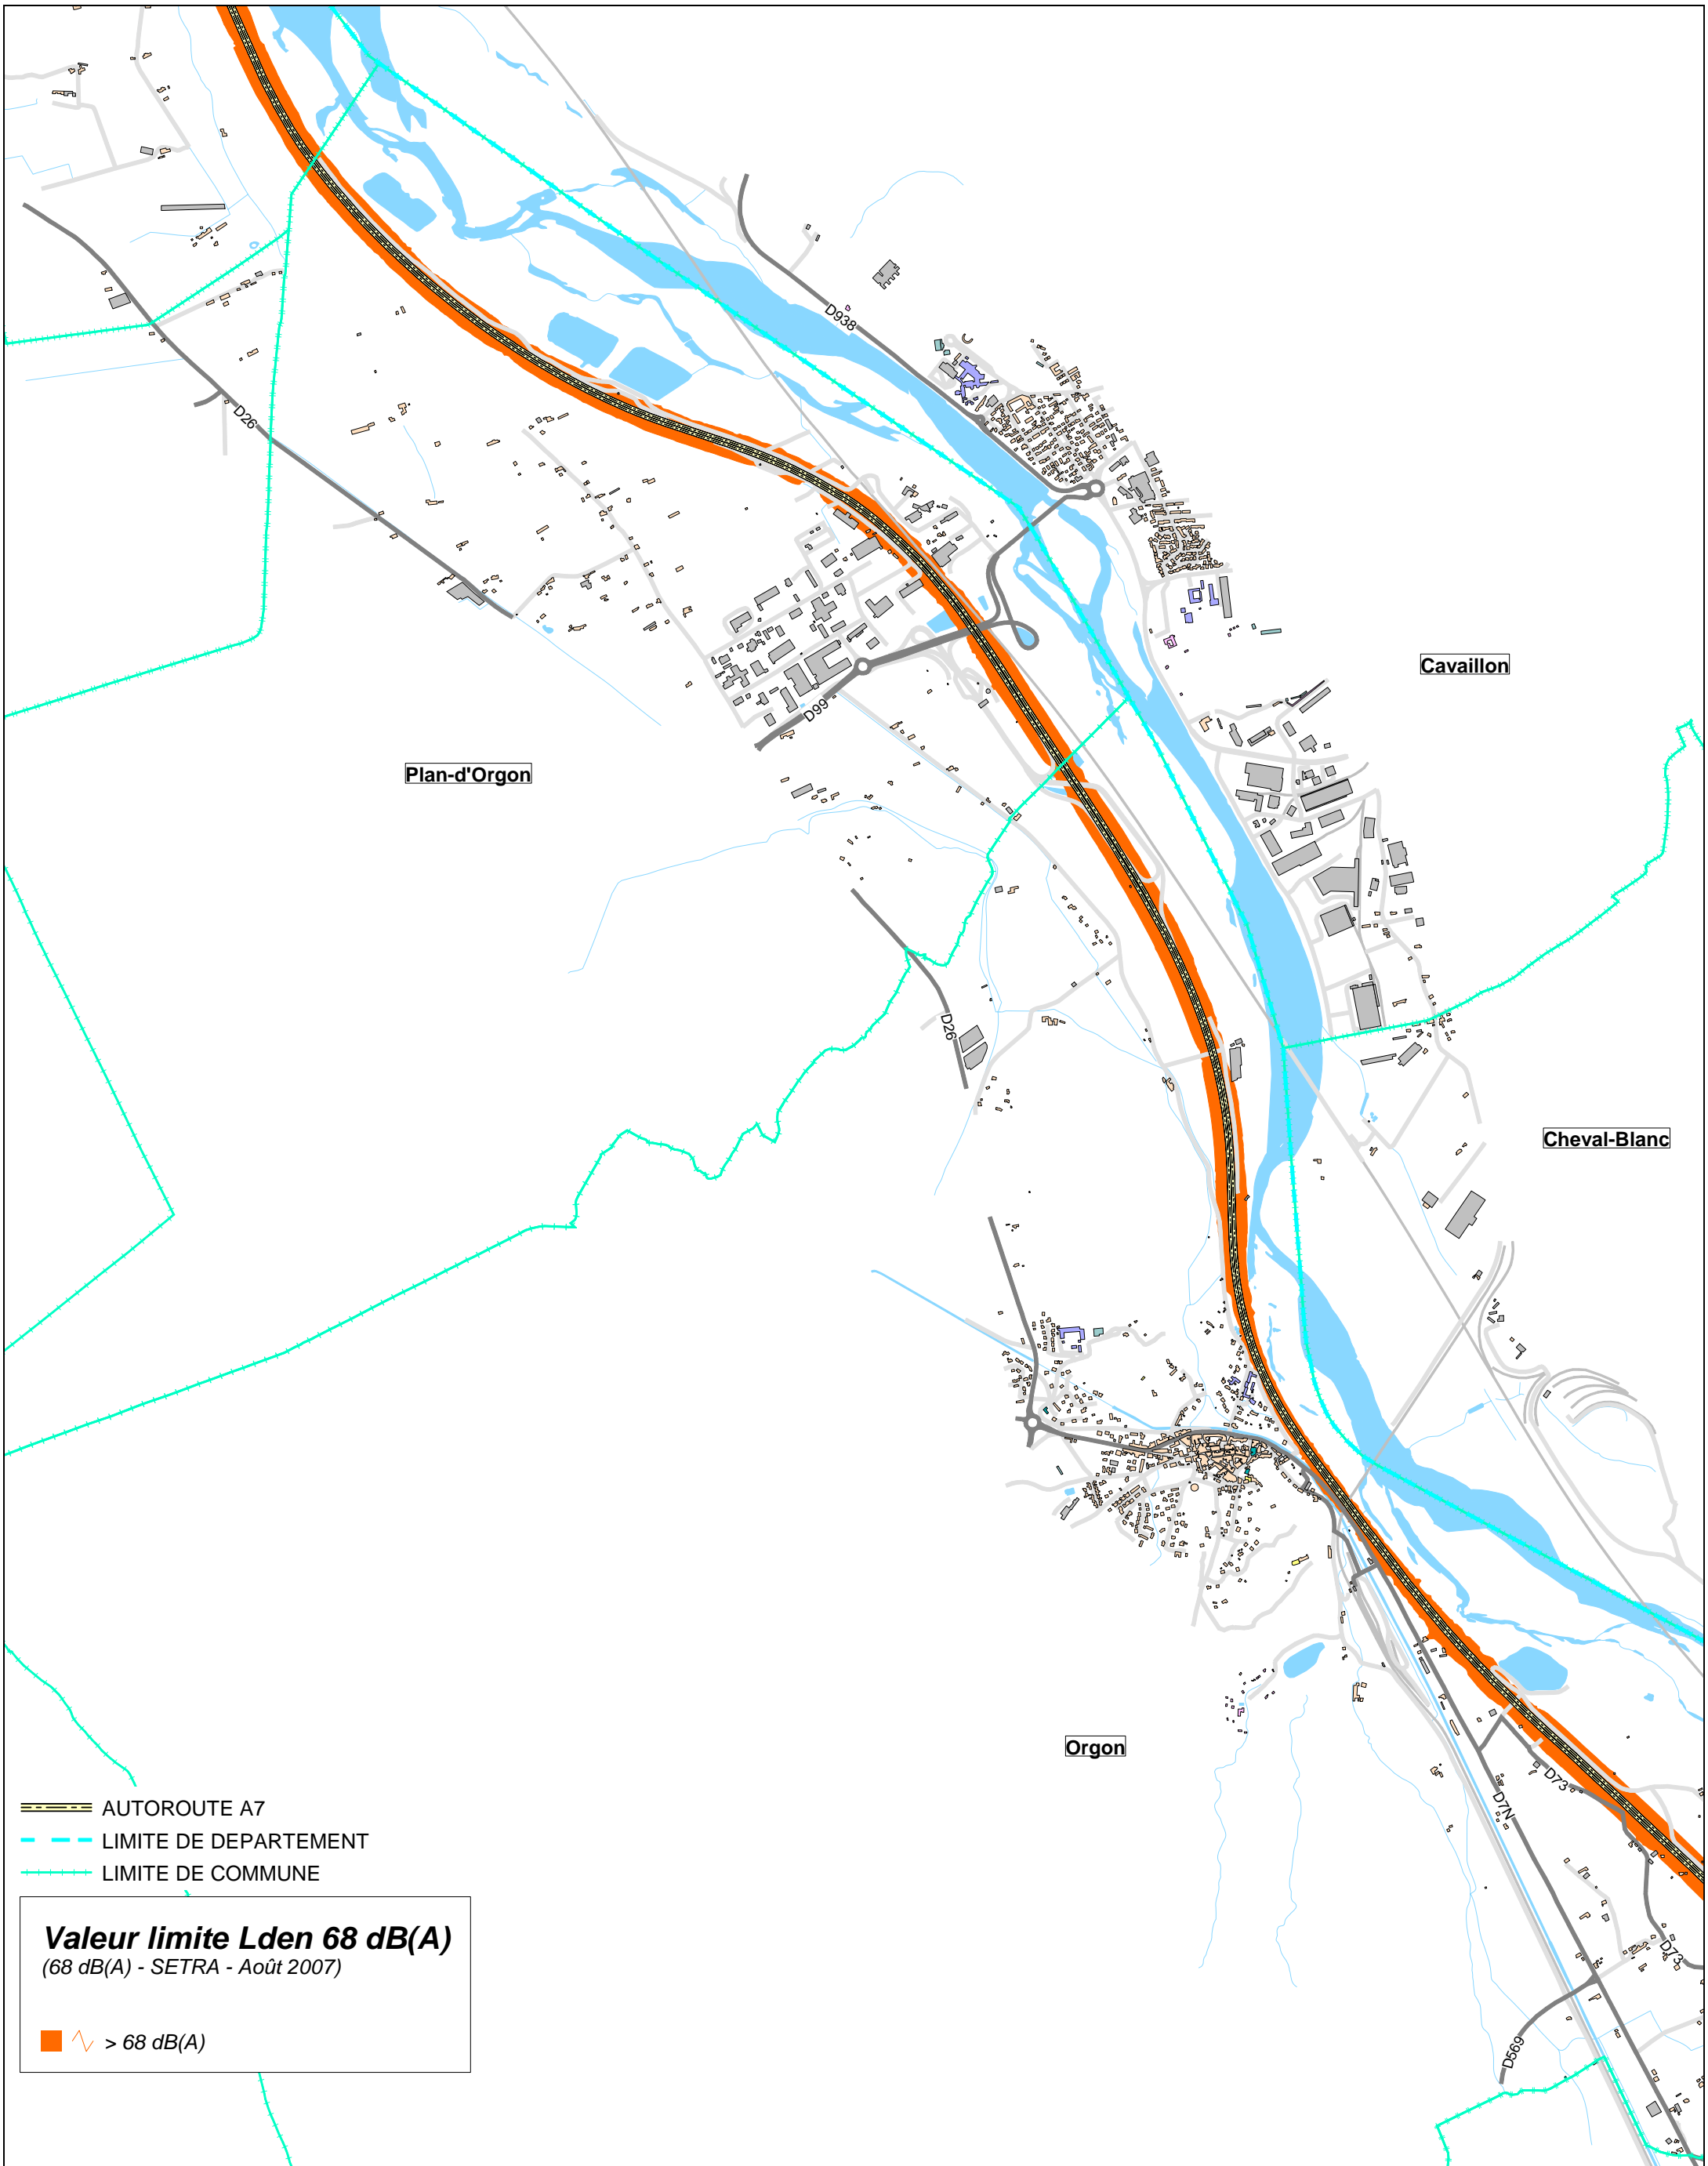 D938
D26
Cavaillon
D99
Plan-d'Orgon
D26
Cheval-Blanc
Orgon
D73
D7N
AUTOROUTE A7
LIMITE DE DEPARTEMENT
LIMITE DE COMMUNE
Valeur limite Lden 68 dB(A)
(68 dB(A) - SETRA - Août 2007)
> 68 dB(A)
D73
D569